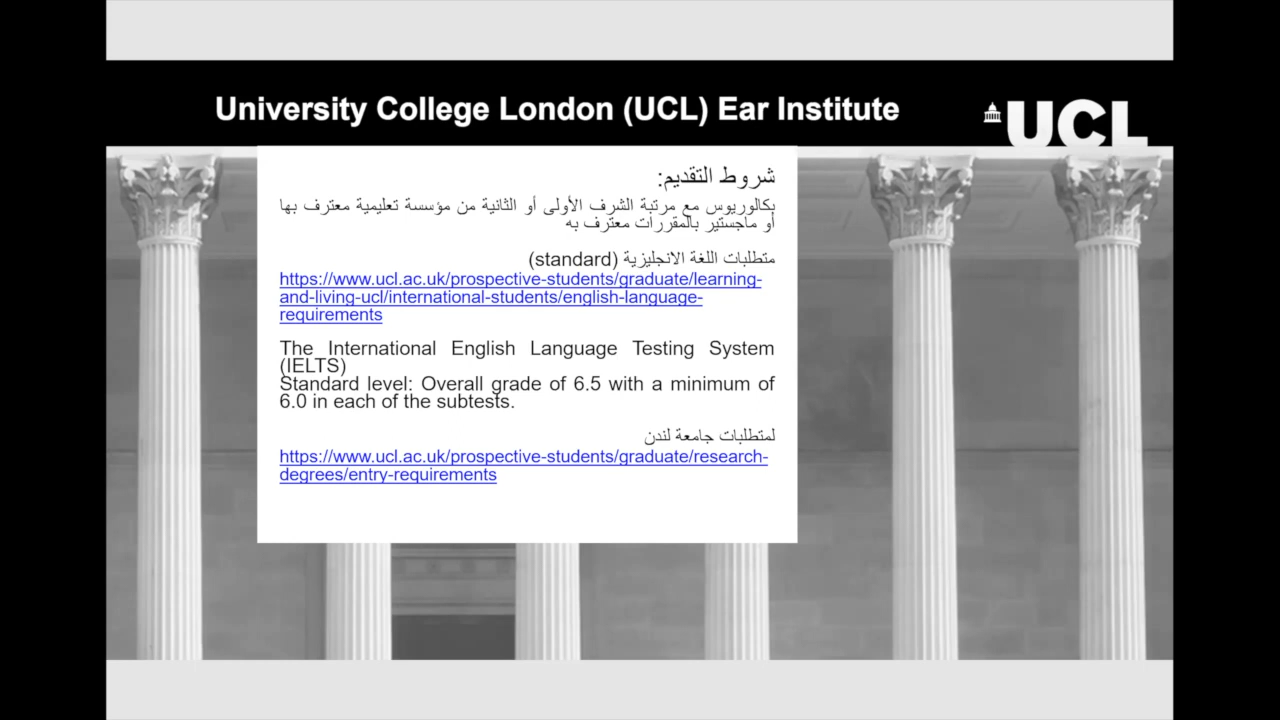 University College London (UCL) Ear Institute
UCL
شروط التقديم:
بكالوريوس مع مرتبة الشرف الأولى أو الثانية من مؤسسة تعليمية معترف بها
أو ماجستير بالمقررات معترف به
متطلبات اللغة الانجليزية (standard)
https://www.ucl.ac.uk/prospective-students/graduate/learning-
and-living-ucl/international-students/english-language-
requirements
The International English Language Testing System
(IELTS)
Standard level: Overall grade of 6.5 with a minimum of
6.0 in each of the subtests.
لمتطلبات جامعة لندن
https://www.ucl.ac.uk/prospective-students/graduate/research-
degrees/entry-requirements